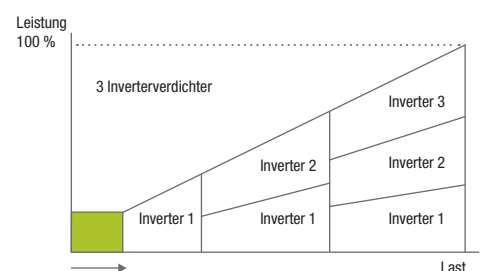 Leistung
100 %
3 Inverterverdichter
Inverter 3
Inverter 2
Inverter 2
Inverter 1
Inverter 1
Inverter 1
Last